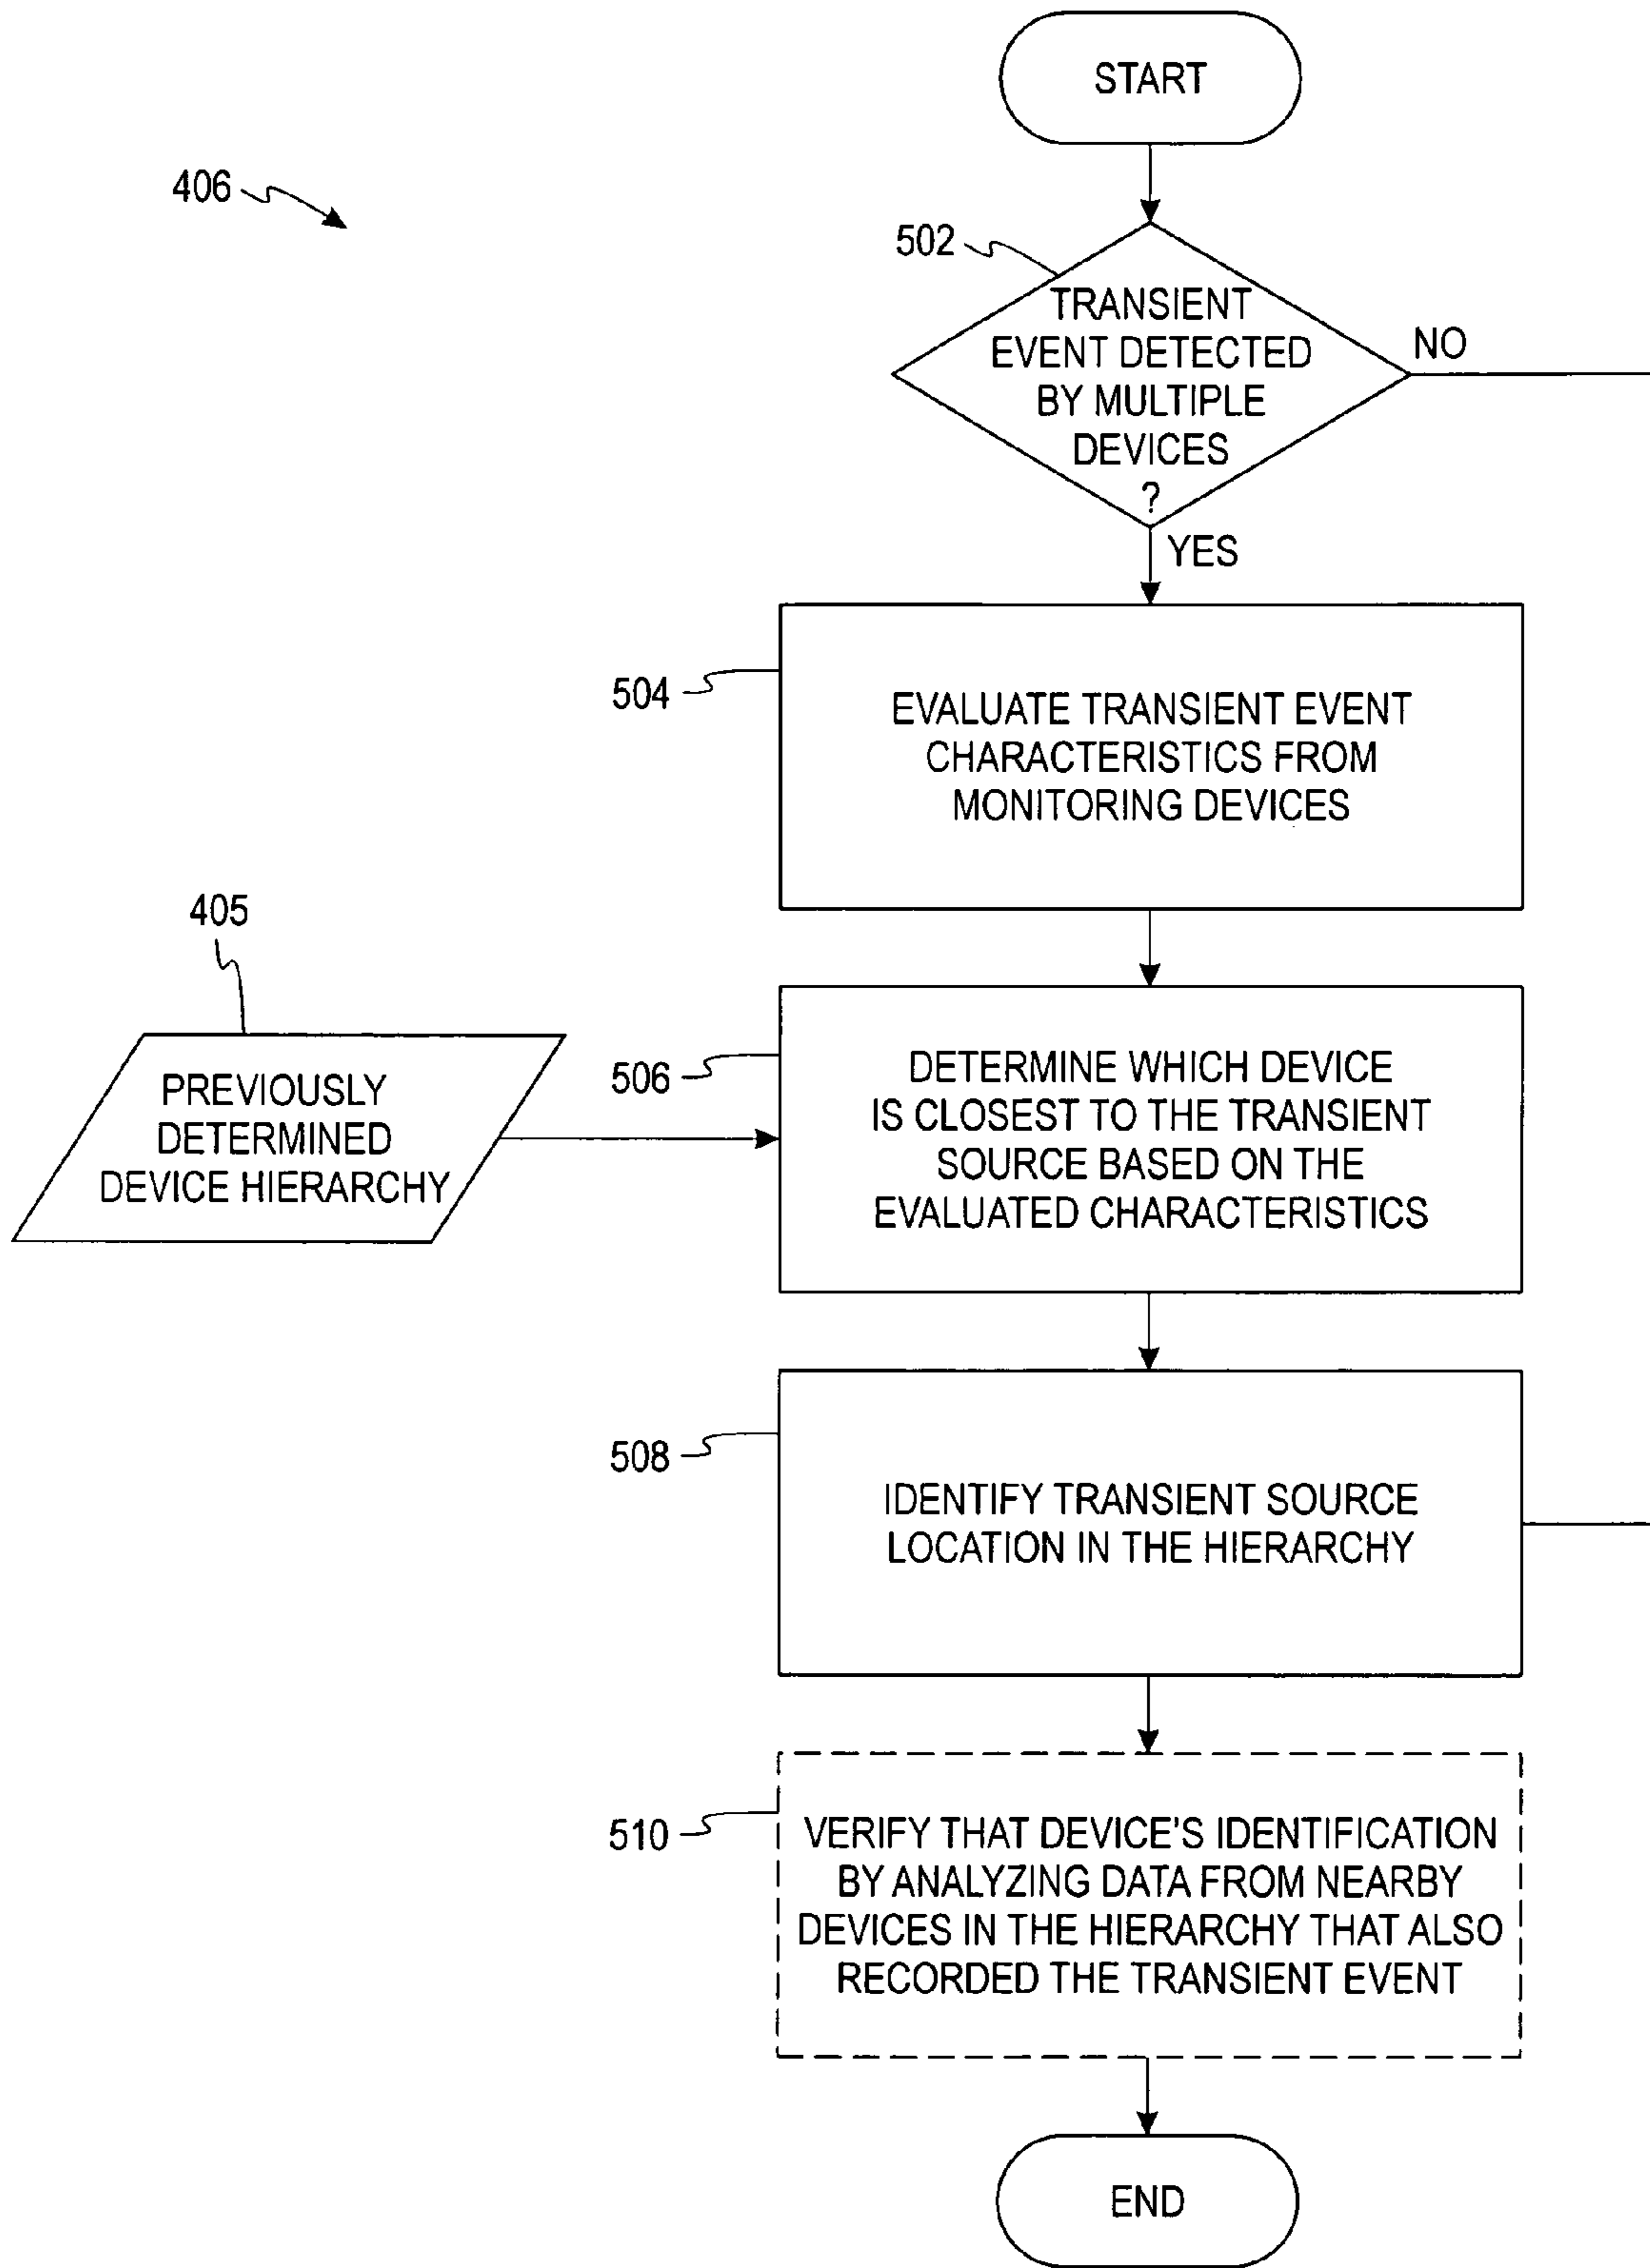 START
406
502
TRANSIENT
EVENT DETECTED
BY MULTIPLE
DEVICES
?
NO
YES
504
EVALUATE TRANSIENT EVENT
CHARACTERISTICS FROM
MONITORING DEVICES
405
PREVIOUSLY
DETERMINED
DEVICE HIERARCHY
506
DETERMINE WHICH DEVICE
IS CLOSEST TO THE TRANSIENT
SOURCE BASED ON THE
EVALUATED CHARACTERISTICS
508
IDENTIFY TRANSIENT SOURCE
LOCATION IN THE HIERARCHY
510
VERIFY THAT DEVICE'S IDENTIFICATION
BY ANALYZING DATA FROM NEARBY
DEVICES IN THE HIERARCHY THAT ALSO
RECORDED THE TRANSIENT EVENT
END